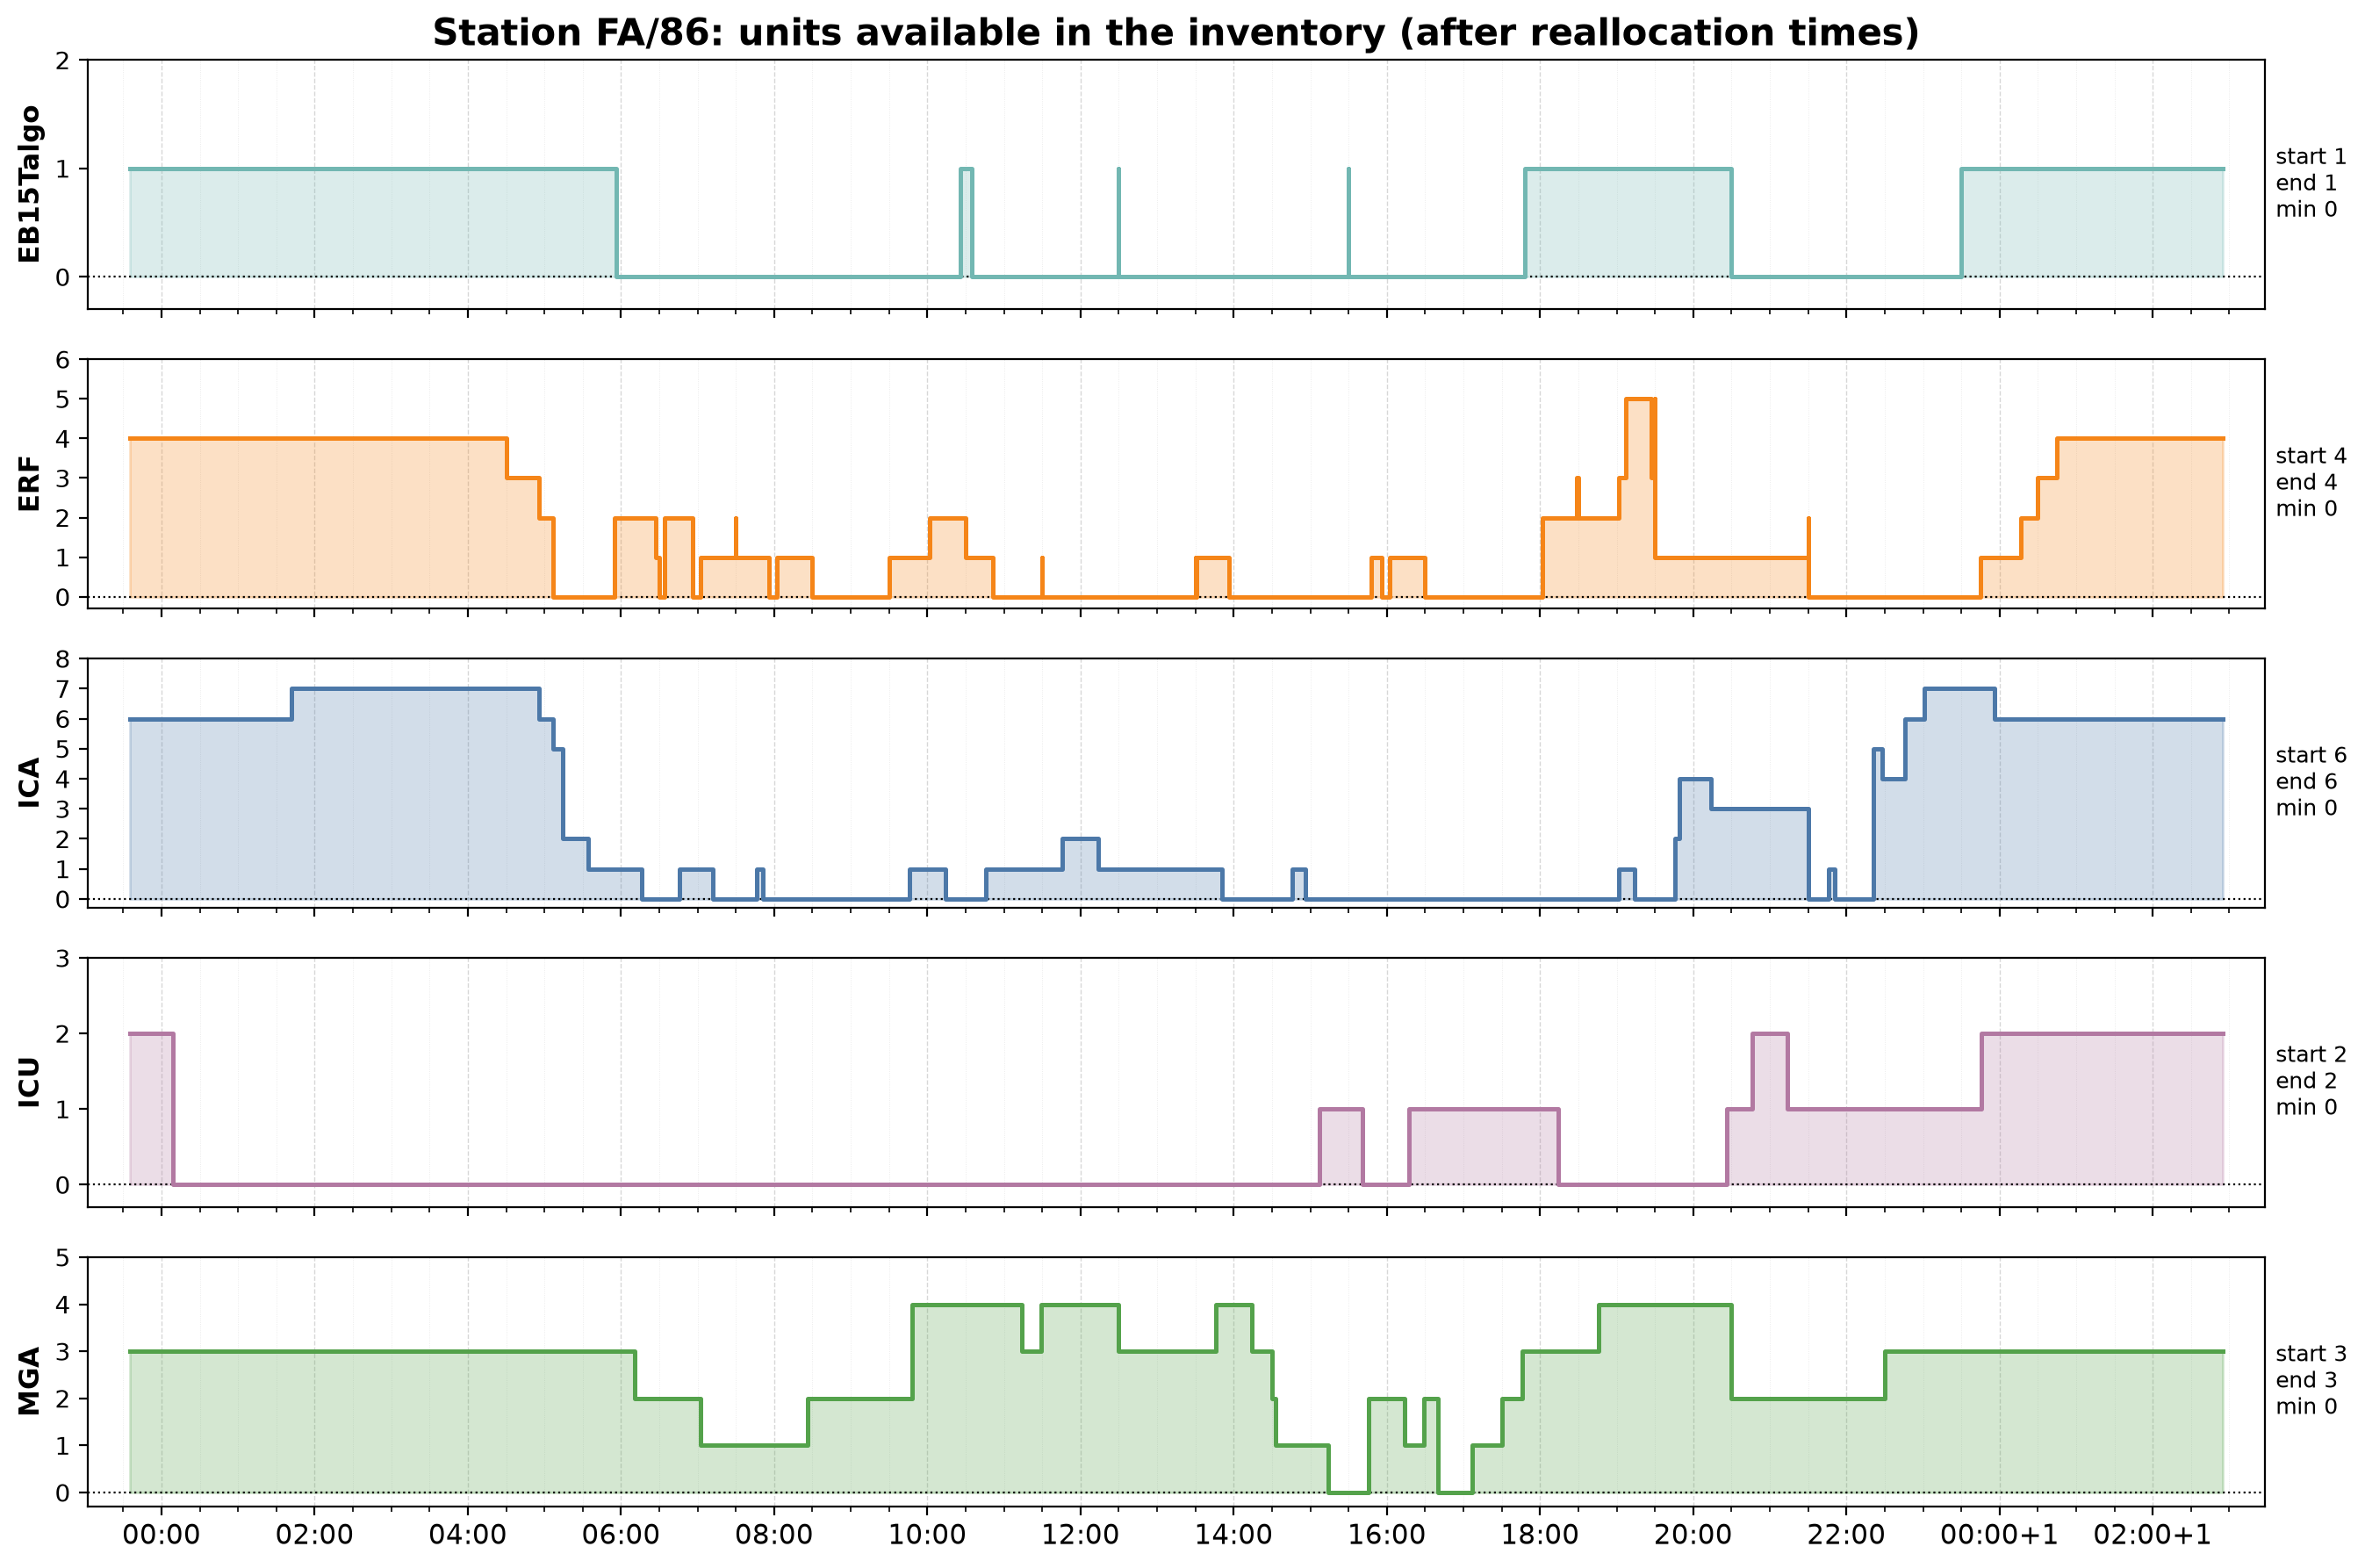 Station FA/86: units available in the inventory (after reallocation times)
2
1
0
EB15Talgo
start 1
end 1
min 0
6
5
4
3
2
1
0
ERF
start 4
end 4
min 0
8
7
6
5
4
3
2
1
0
ICA
start 6
end 6
min 0
3
2
1
0
ICU
start 2
end 2
min 0
5
4
3
2
1
0
MGA
start 3
end 3
min 0
00:00 02:00 04:00 06:00 08:00 10:00 12:00 14:00 16:00 18:00 20:00 22:00 00:00+1 02:00+1